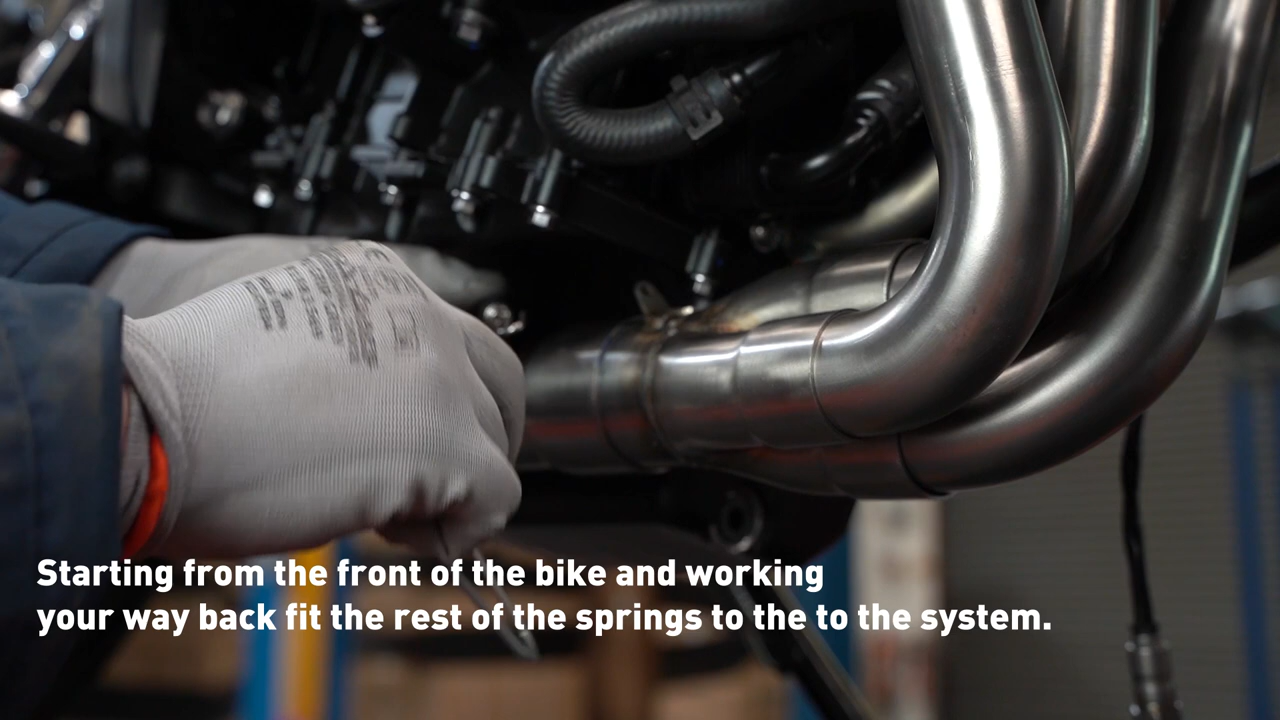 Starting from the front of the bike and working
your way back fit the rest of the springs to the to the system.